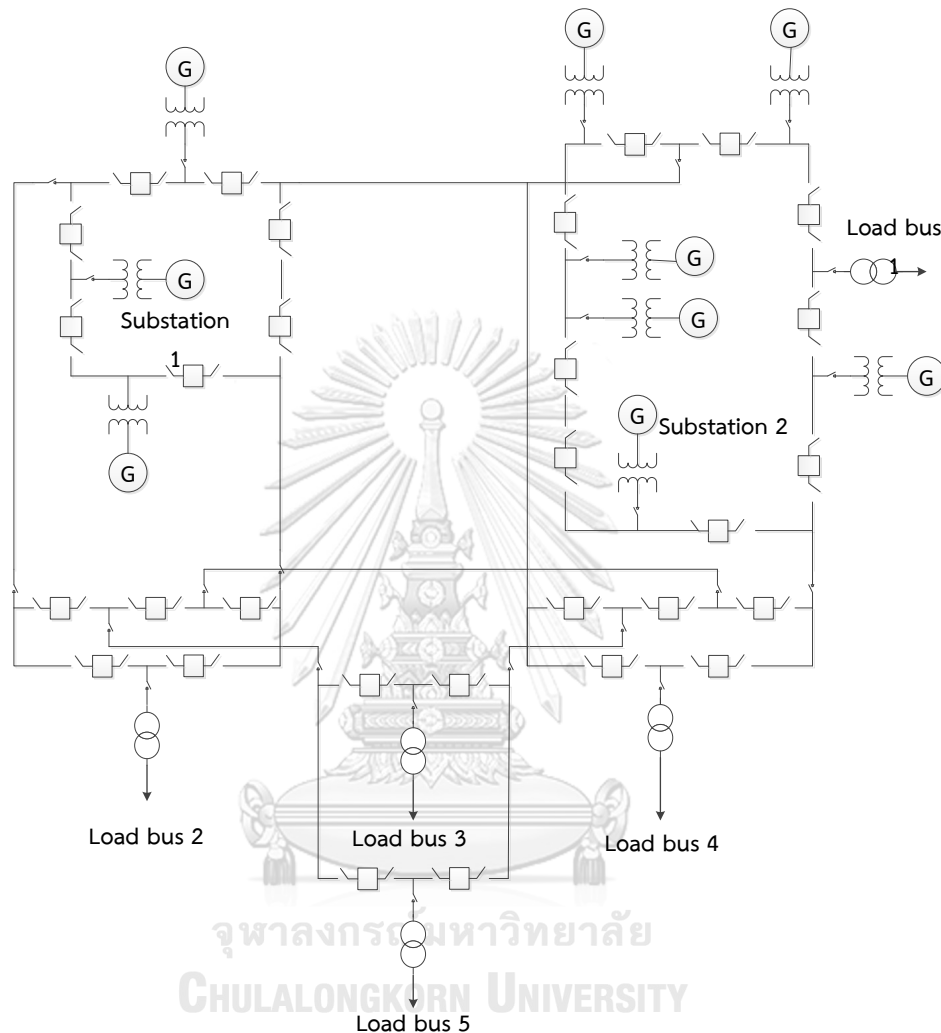 G
G
G
Load bus
1
G
G
Substation
1
G
G
G
Substation 2
G
Load bus 2
Load bus 3
Load bus 4
จุฬาลงกรณ์มหาวิทยาลัย
CHULALONGKORN UNIVERSITY
Load bus 5